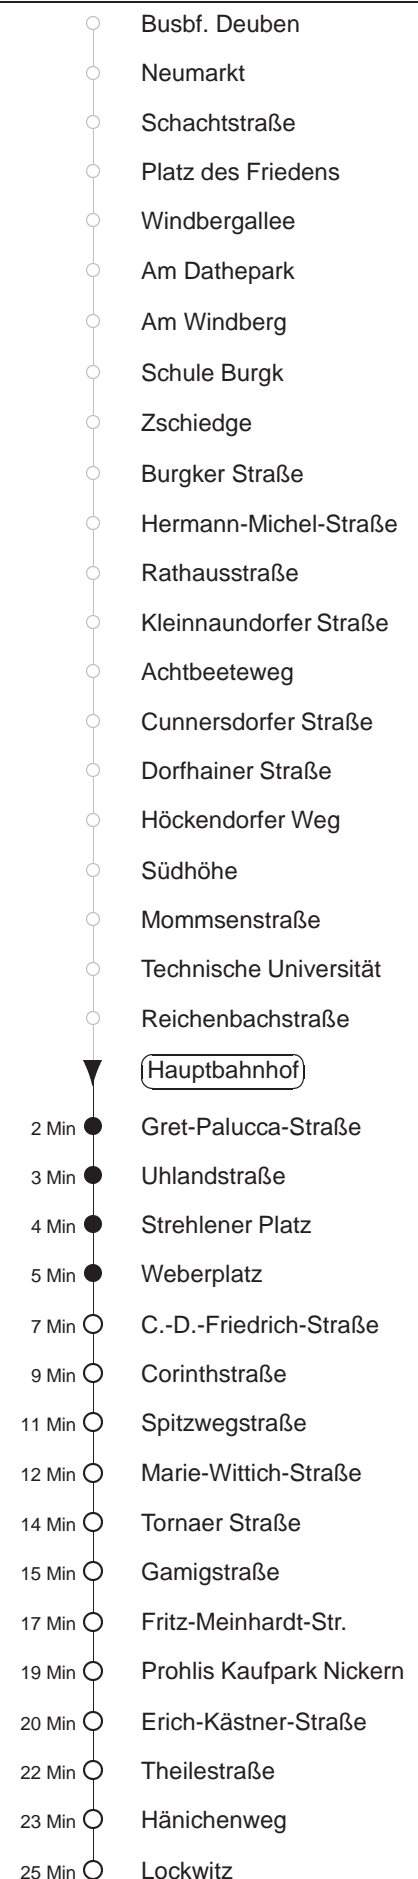 Busbf. Deuben
Neumarkt
Schachtstraße
Platz des Friedens
Windbergallee
Am Dathepark
Am Windberg
Schule Burgk
Zschiedge
Burgker Straße
Hermann-Michel-Straße
Rathausstraße
Kleinnaundorfer Straße
Achtbeeteweg
Cunnersdorfer Straße
Dorfhainer Straße
Höckendorfer Weg
Südhöhe
Mommsenstraße
Technische Universität
Reichenbachstraße
Hauptbahnhof
2 Min Gret-Palucca-Straße
3 Min Uhlandstraße
4 Min Strehlener Platz
5 Min Weberplatz
7 Min C.-D.-Friedrich-Straße
9 Min Corinthstraße
11 Min Spitzwegstraße
12 Min Marie-Wittich-Straße
14 Min Tornaer Straße
15 Min Gamigstraße
17 Min Fritz-Meinhardt-Str.
19 Min Prohlis Kaufpark Nickern
20 Min Erich-Kästner-Straße
22 Min Theilestraße
23 Min Hänichenweg
25 Min Lockwitz